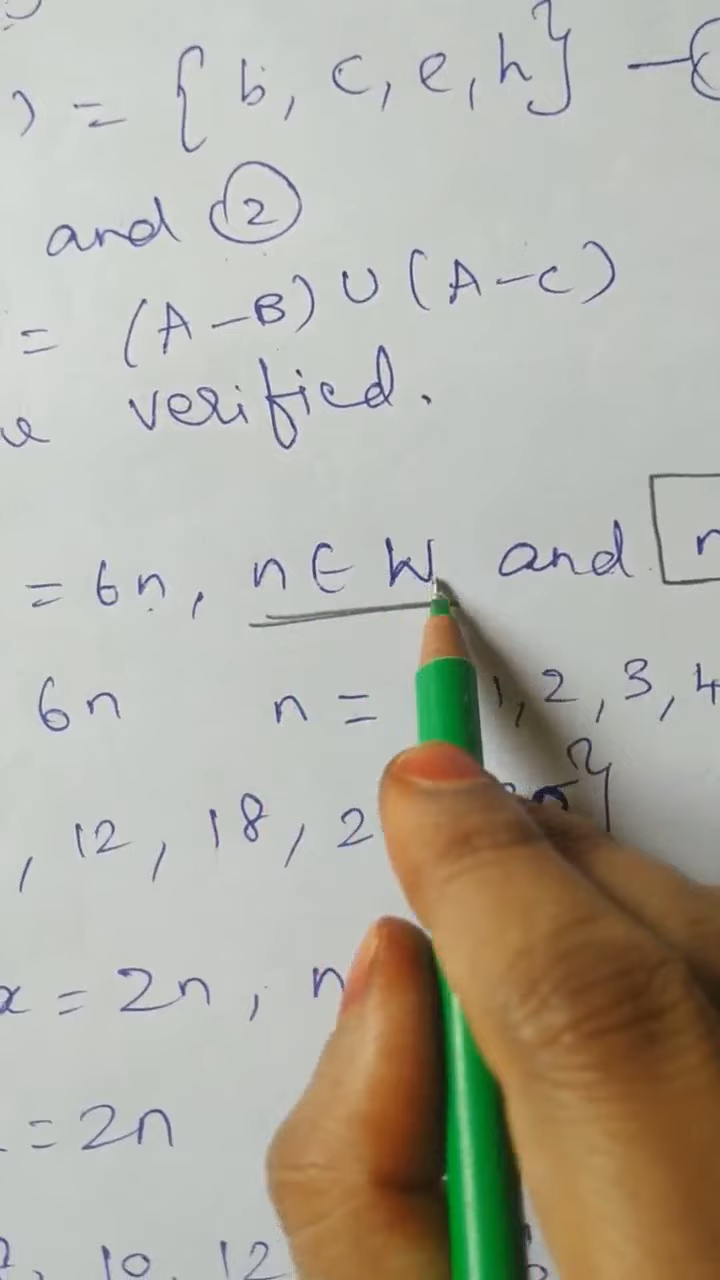 ) = {b, c, e, h} —
and ②
= (A-B) ∪ (A-C)
verified.
= 6n, n ∈ W and n
6n n = 1, 2, 3, 4
, 12, 18, 2
x = 2n, n
= 2n
, 10, 12